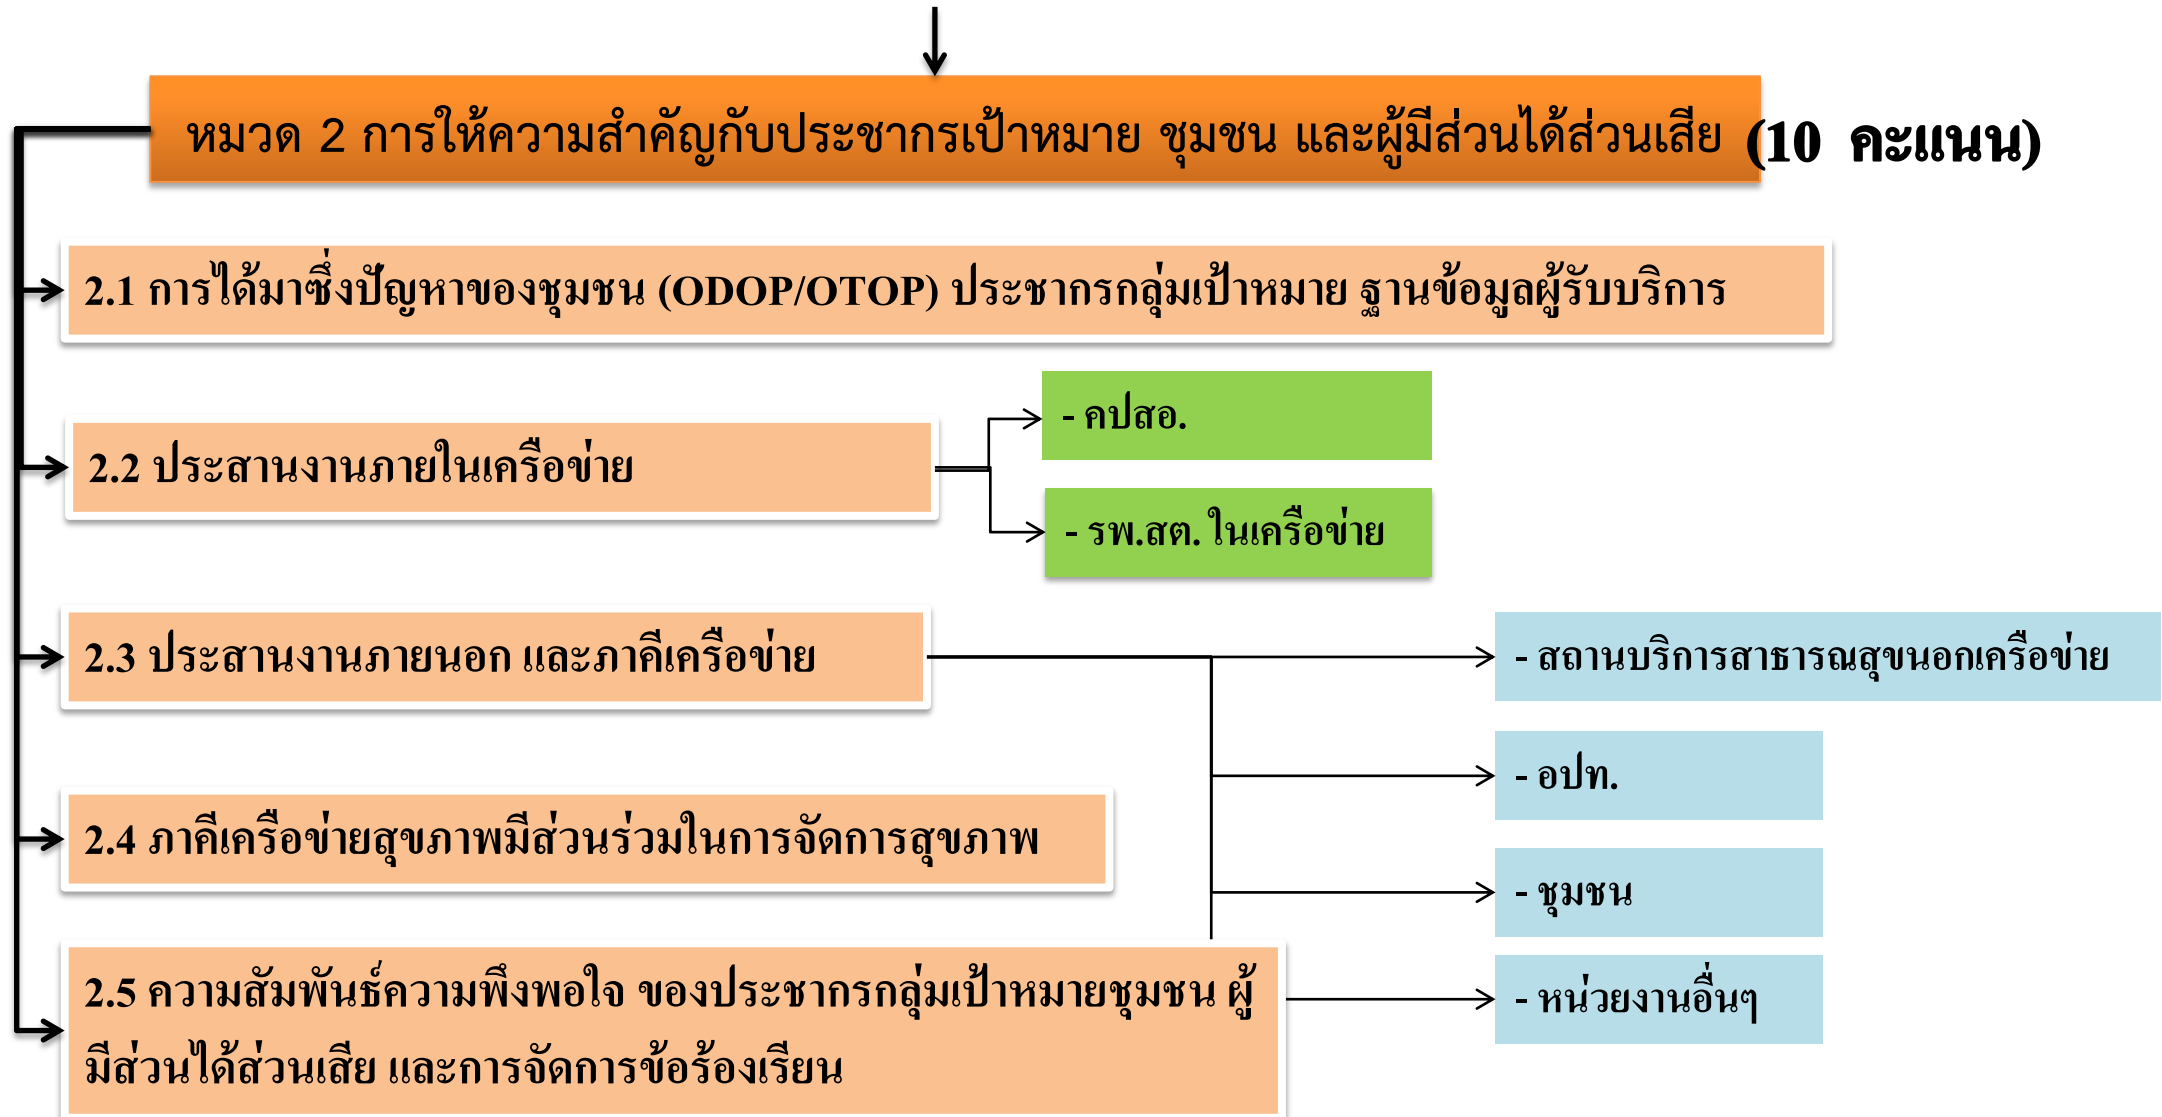 หมวด 2 การให้ความสำคัญกับประชากรเป้าหมาย ชุมชน และผู้มีส่วนได้ส่วนเสีย (10 คะแนน)
2.1 การได้มาซึ่งปัญหาของชุมชน (ODOP/OTOP) ประชากรกลุ่มเป้าหมาย ฐานข้อมูลผู้รับบริการ
2.2 ประสานงานภายในเครือข่าย
- คปสอ.
- รพ.สต. ในเครือข่าย
2.3 ประสานงานภายนอก และภาคีเครือข่าย
- สถานบริการสาธารณสุขนอกเครือข่าย
- อปท.
- ชุมชน
- หน่วยงานอื่นๆ
2.4 ภาคีเครือข่ายสุขภาพมีส่วนร่วมในการจัดการสุขภาพ
2.5 ความสัมพันธ์ความพึงพอใจ ของประชากรกลุ่มเป้าหมายชุมชน ผู้
มีส่วนได้ส่วนเสีย และการจัดการข้อร้องเรียน